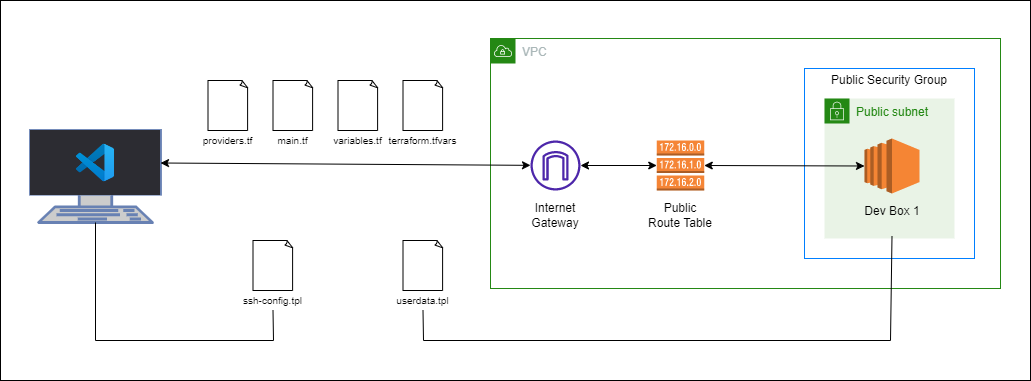 VPC
Public Security Group
providers.tf
main.tf
variables.tf
terraform.tfvars
Public subnet
172.16.0.0
172.16.1.0
172.16.2.0
Internet
Gateway
Public
Route Table
Dev Box 1
ssh-config.tpl
userdata.tpl